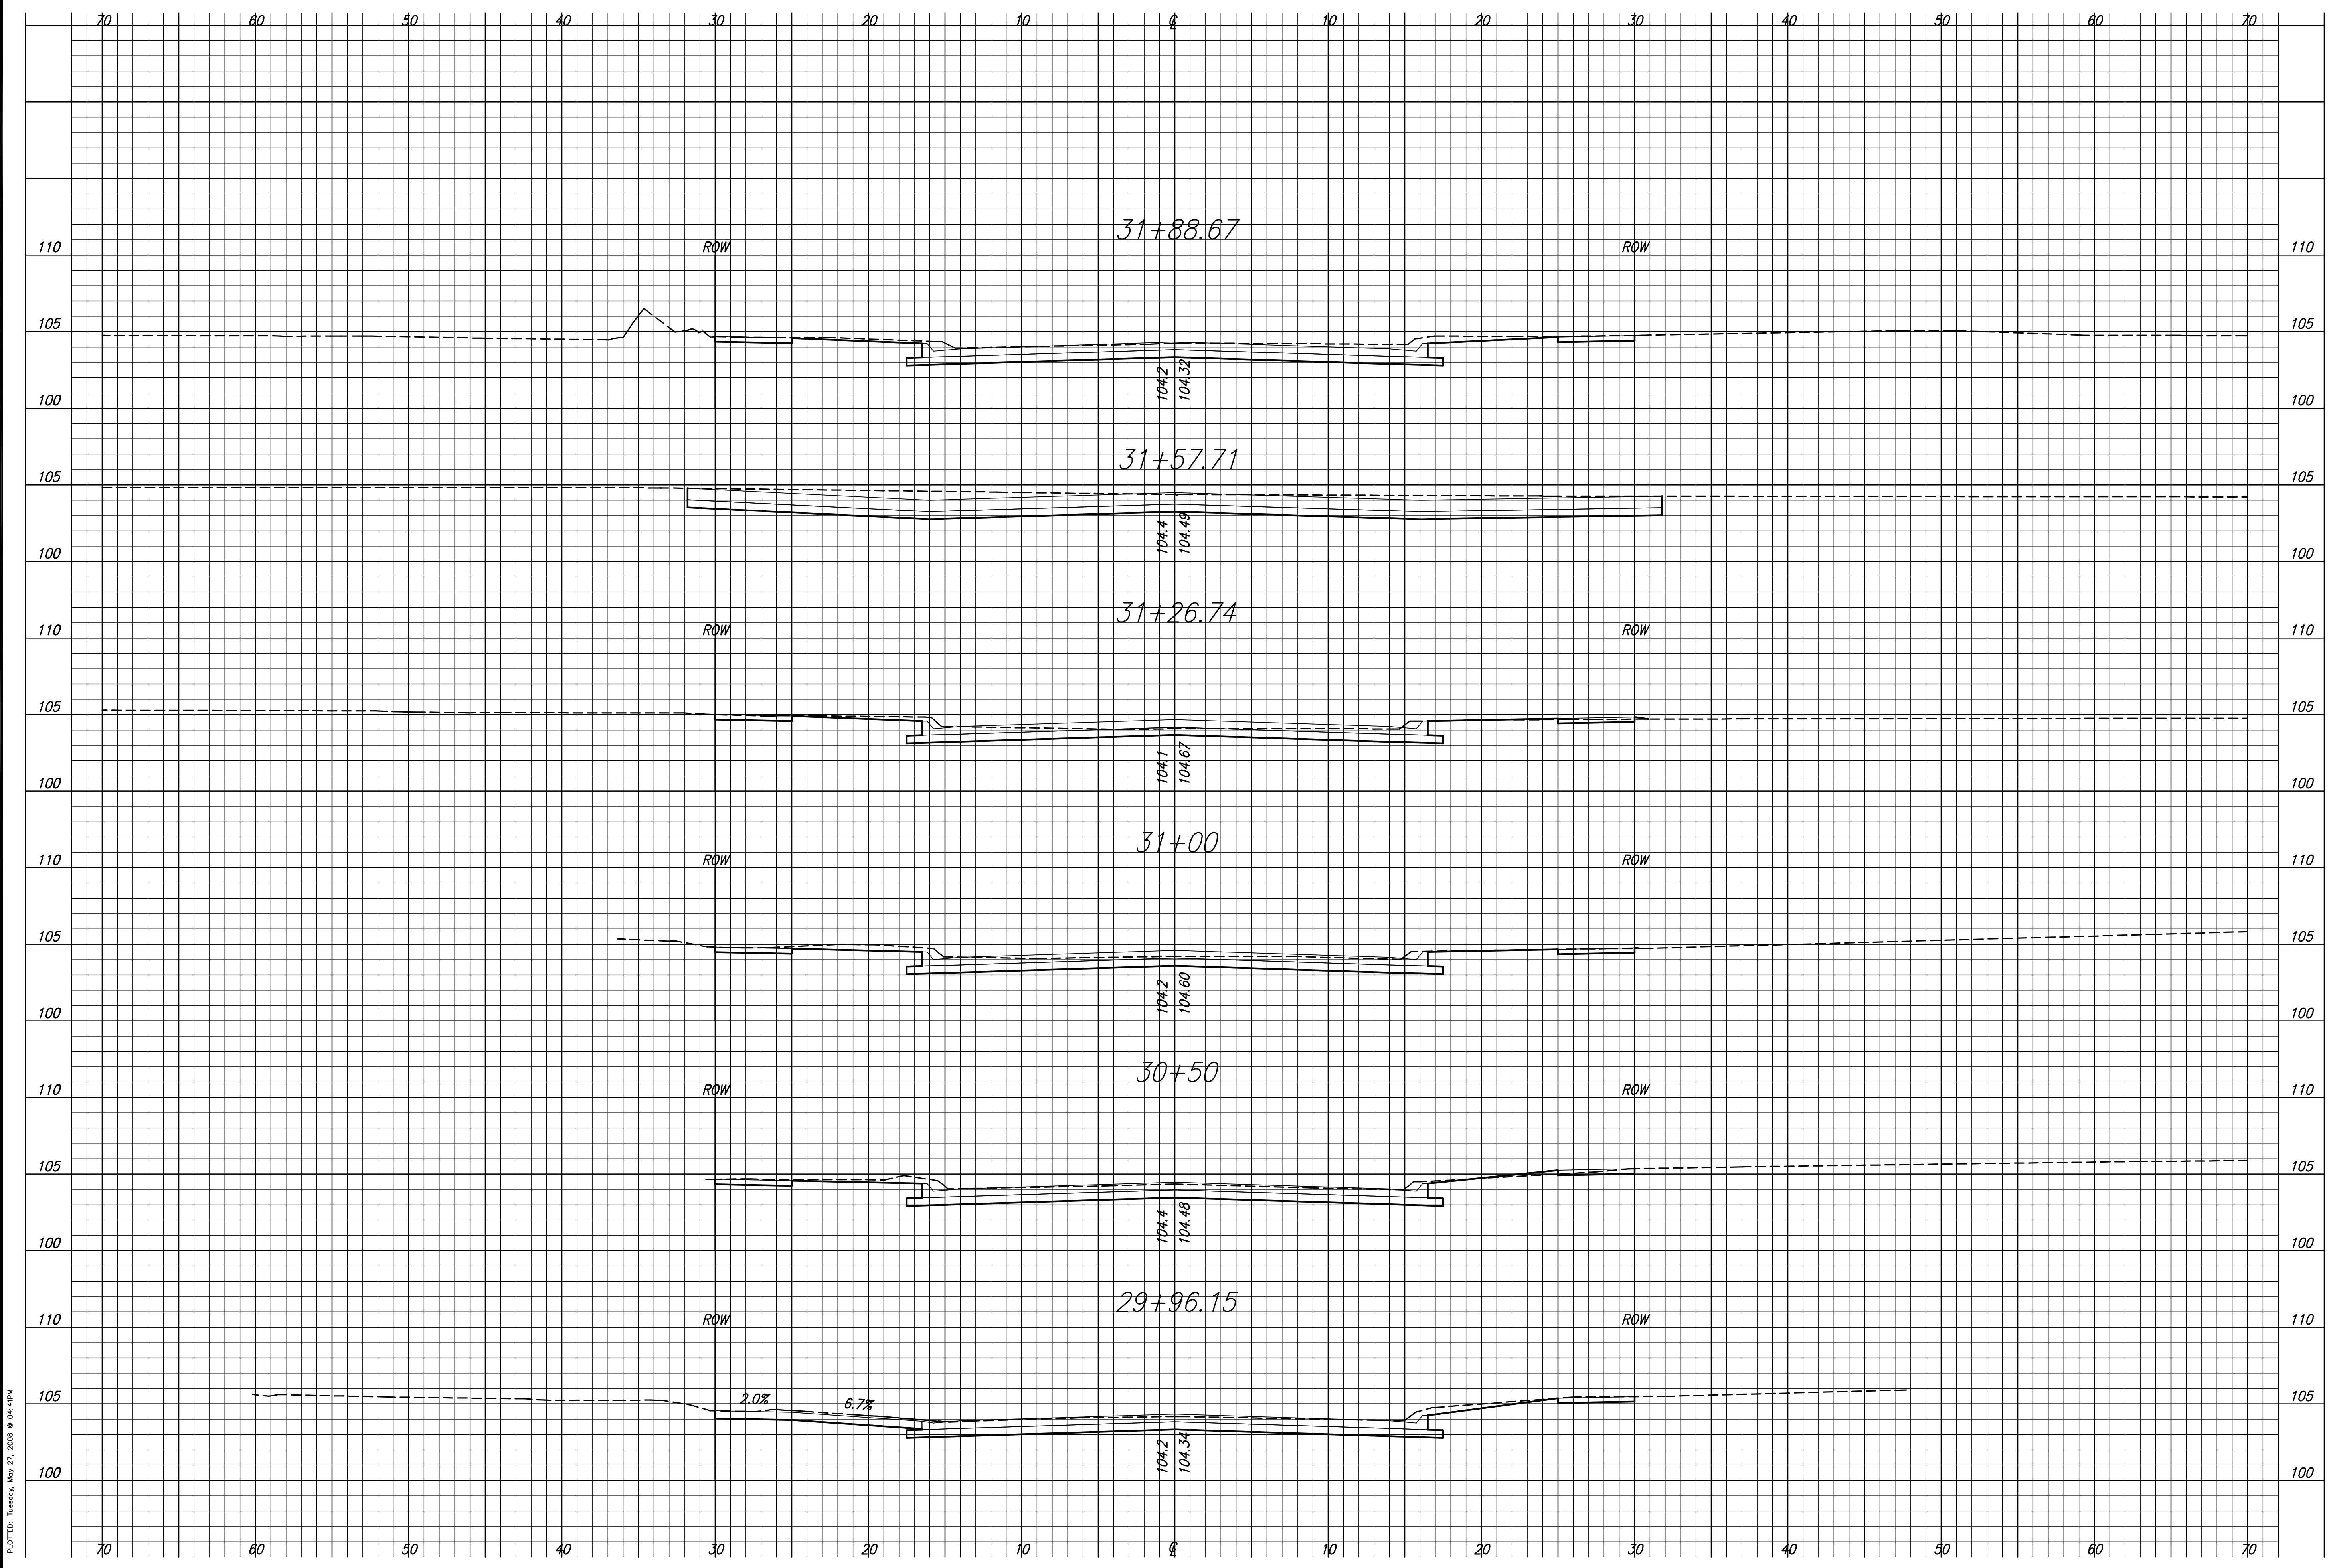 70 60 50 40 30 20 10 ℄ 10 20 30 40 50 60 70
31+88.67
110 ROW ROW 110
105 105
104.2 104.32
100 100
31+57.71
105 105
104.4 104.49
100 100
31+26.74
110 ROW ROW 110
105 105
104.1 104.67
100 100
31+00
110 ROW ROW 110
105 105
104.2 104.60
100 100
30+50
110 ROW ROW 110
105 105
104.4 104.48
100 100
29+96.15
110 ROW ROW 110
105 2.0% 6.7% 105
104.2 104.34
100 100
70 60 50 40 30 20 10 ℄ 10 20 30 40 50 60 70
PLOTTED: Tuesday, May 27, 2008 @ 04:41PM